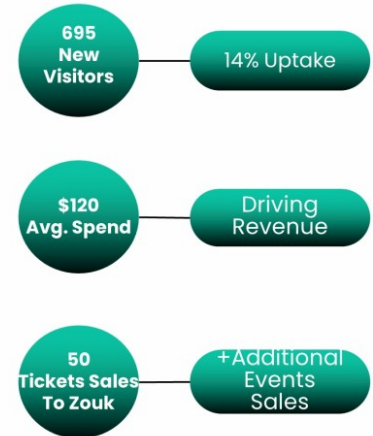 695
New
Visitors
14% Uptake
$120
Avg. Spend
Driving
Revenue
50
Tickets Sales
To Zouk
+Additional
Events
Sales